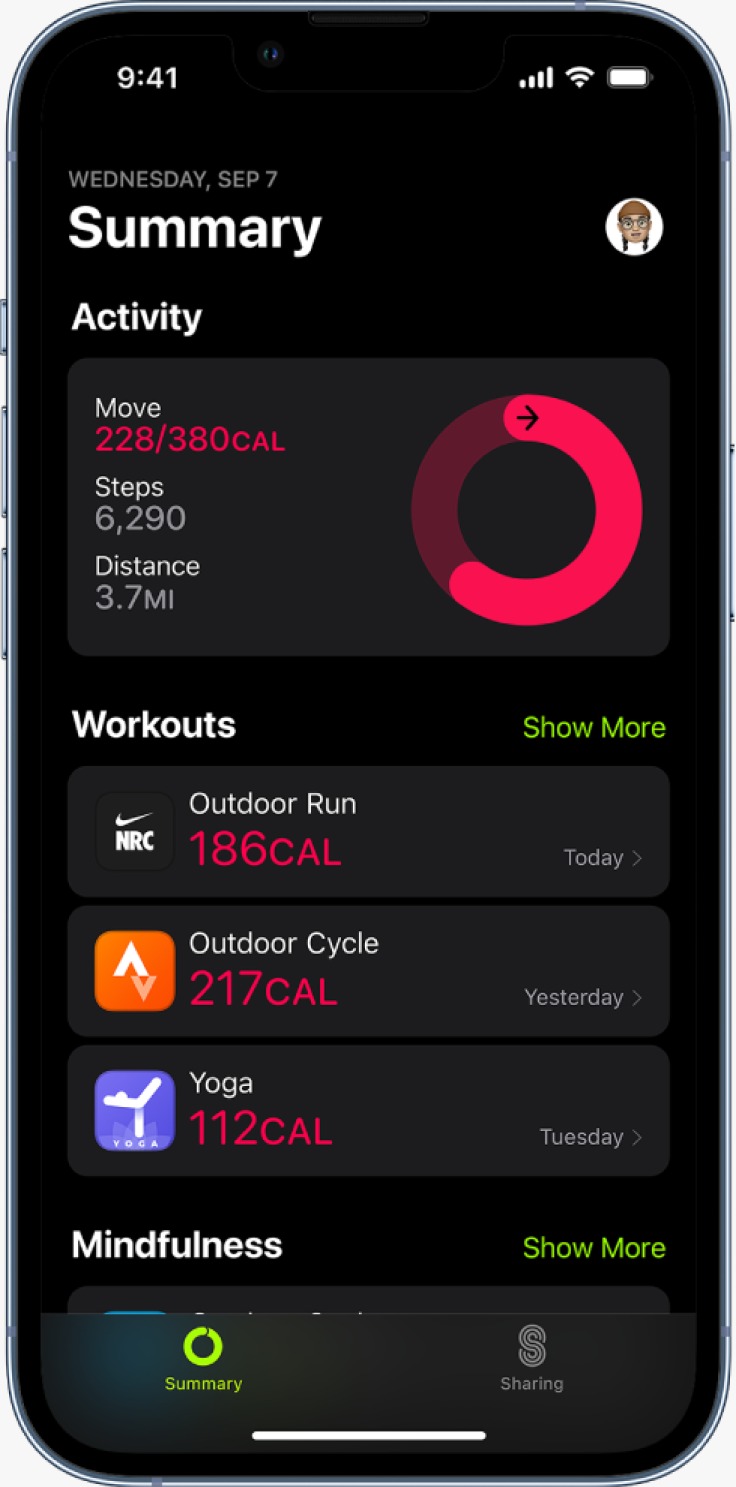 9:41
WEDNESDAY, SEP 7
Summary
Activity
Move
228/380CAL
Steps
6,290
Distance
3.7MI
Workouts
Show More
NRC
Outdoor Run
186CAL
Today
Outdoor Cycle
217CAL
Yesterday
YOGA
Yoga
112CAL
Tuesday
Mindfulness
Show More
Summary
Sharing